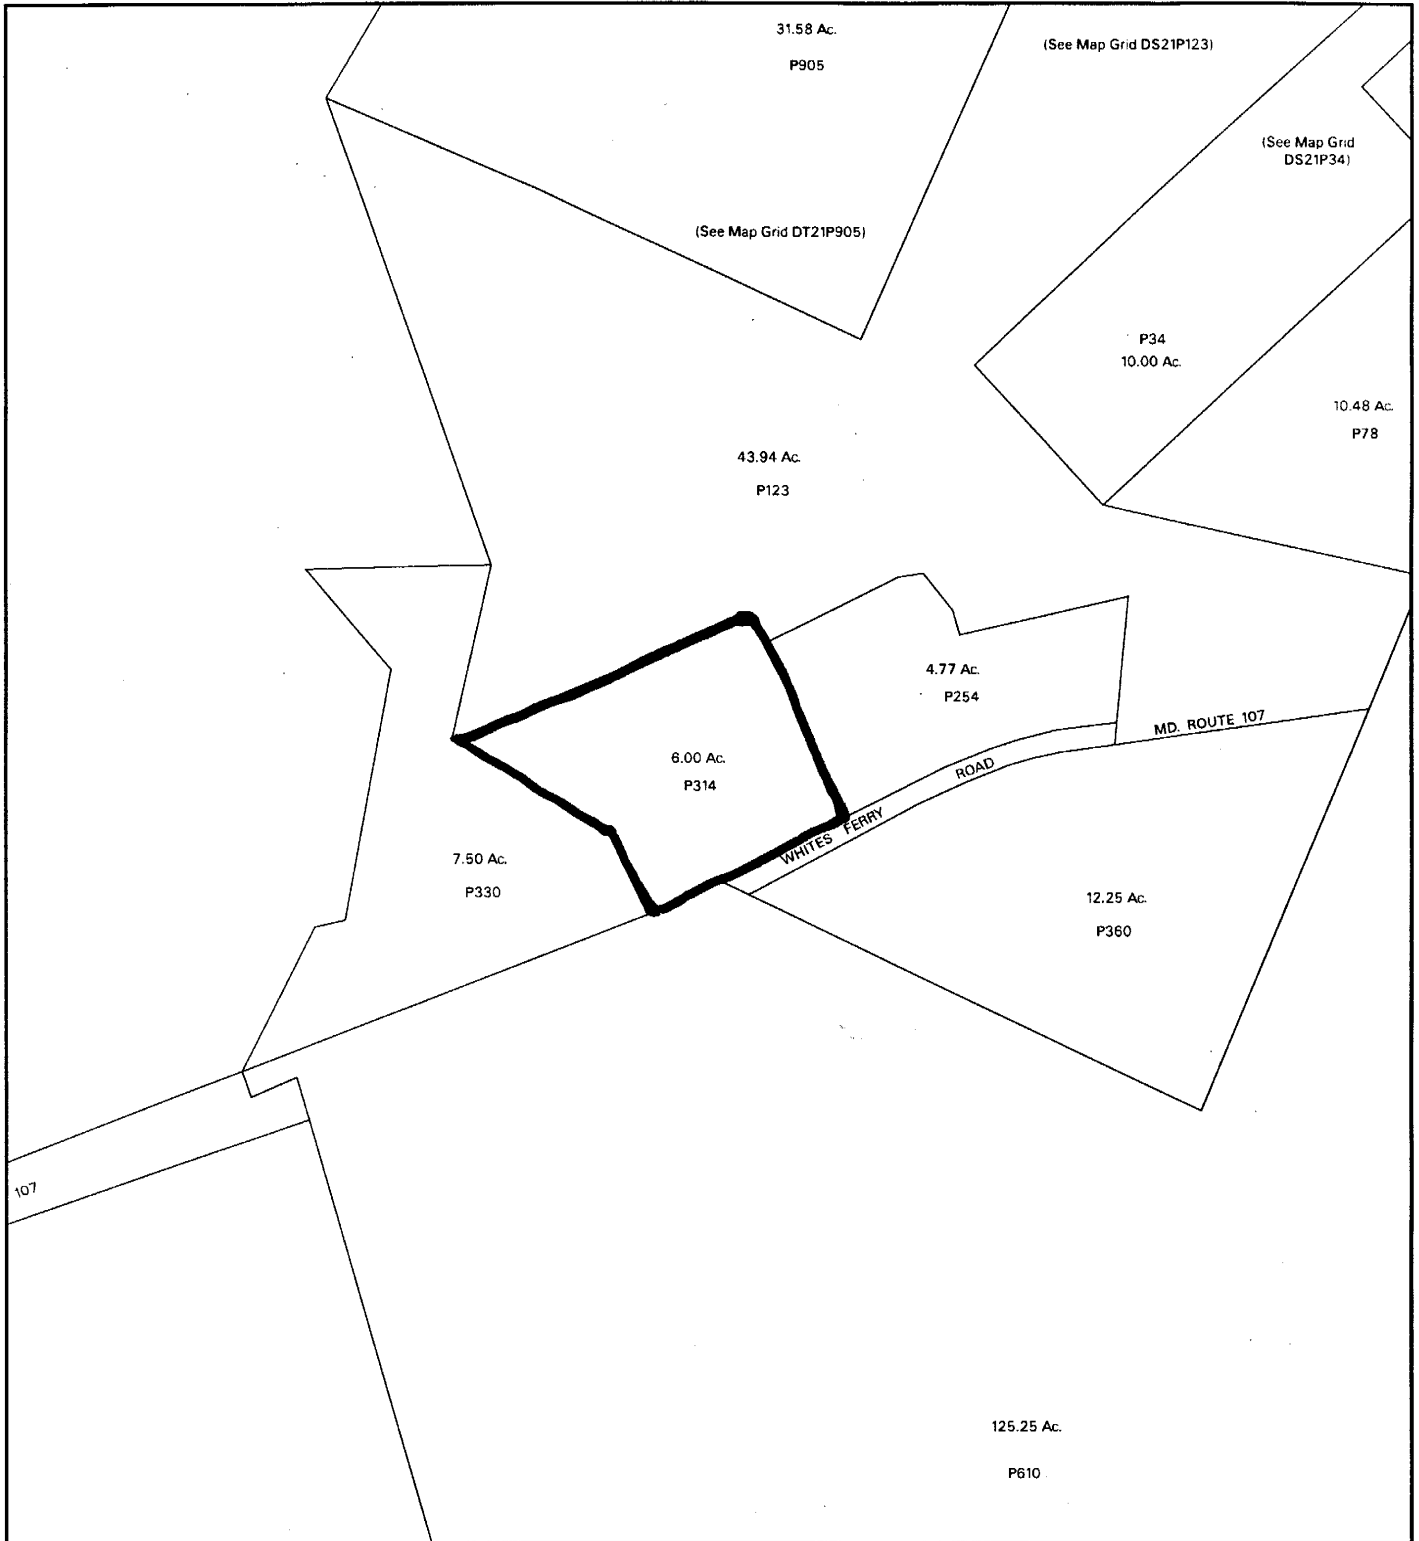 31.58 Ac.
P905
(See Map Grid DS21P123)
(See Map Grid
DS21P34)
(See Map Grid DT21P905)
P34
10.00 Ac.
10.48 Ac.
P78
43.94 Ac.
P123
4.77 Ac.
P254
MD. ROUTE 107
6.00 Ac.
P314
WHITES FERRY ROAD
7.50 Ac.
P330
12.25 Ac.
P360
107
125.25 Ac.
P610